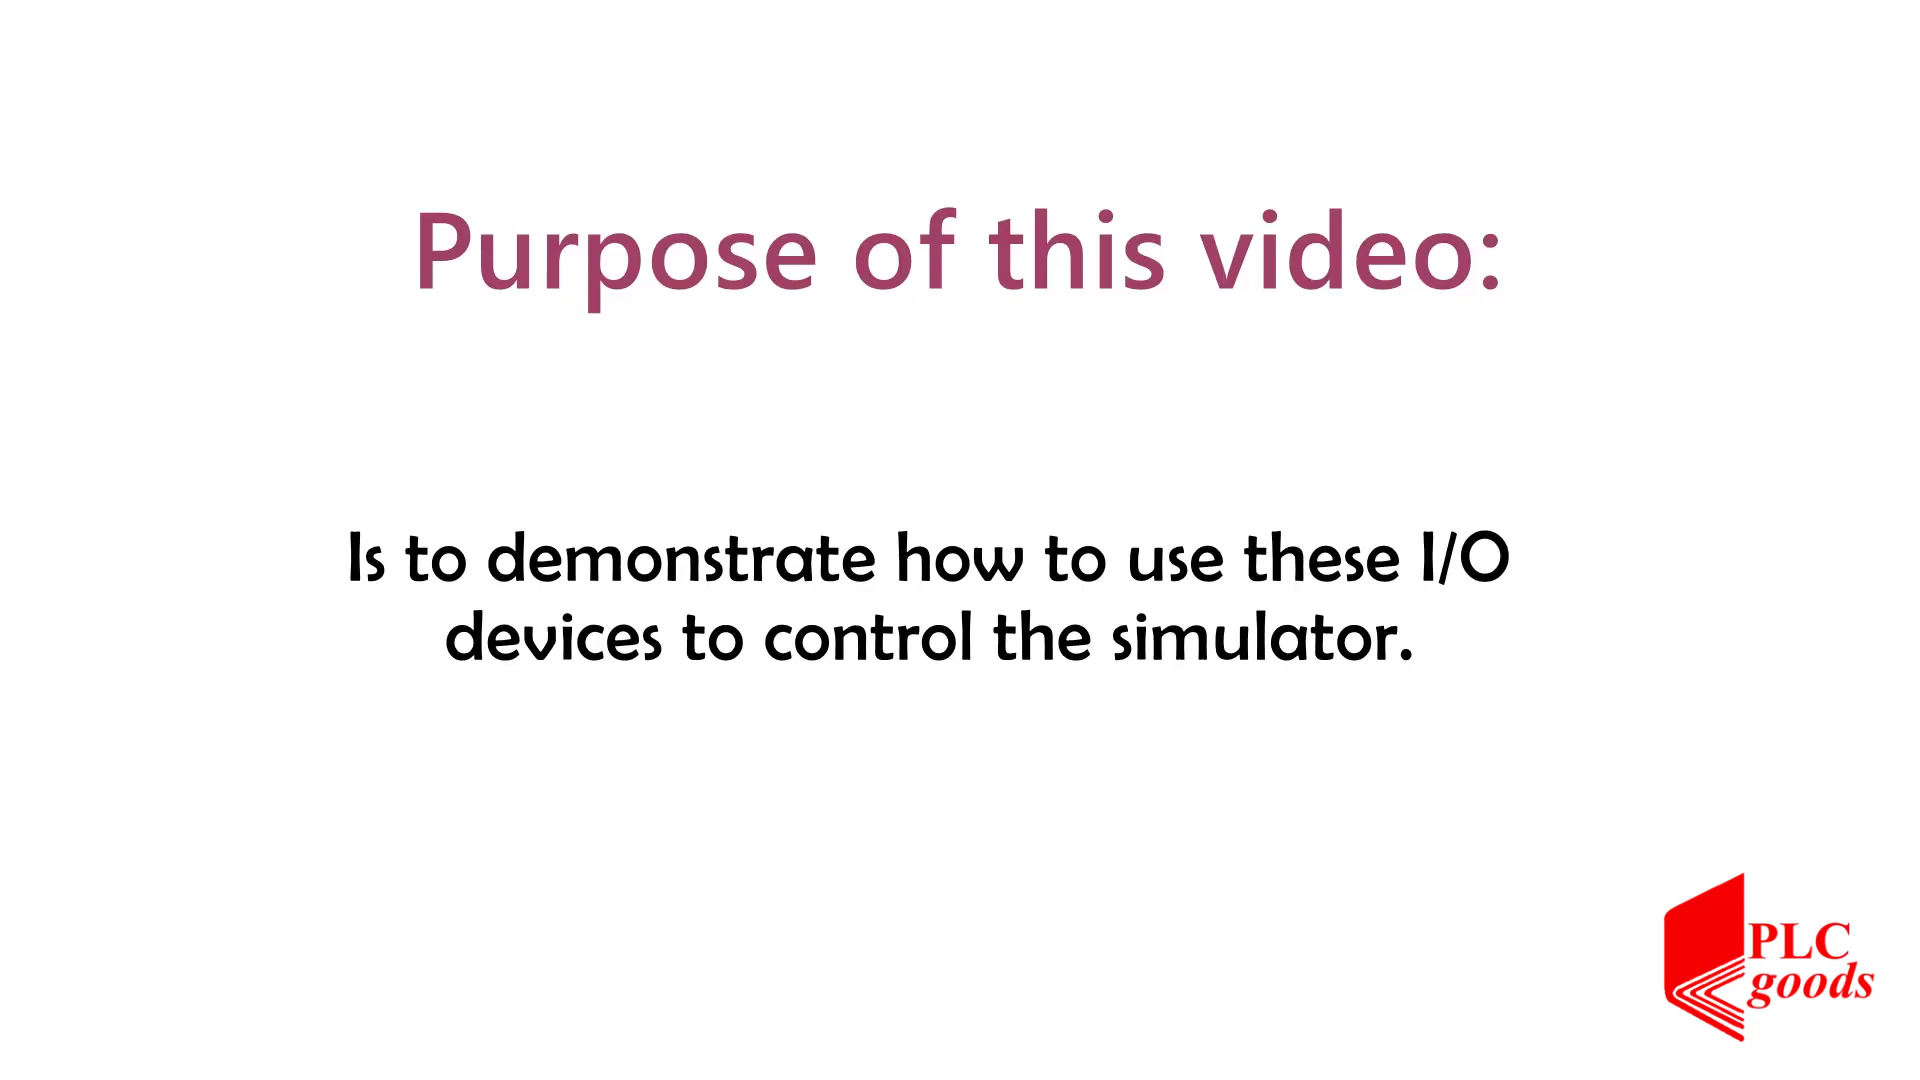 Purpose of this video:
Is to demonstrate how to use these I/O
devices to control the simulator.
PLC
goods